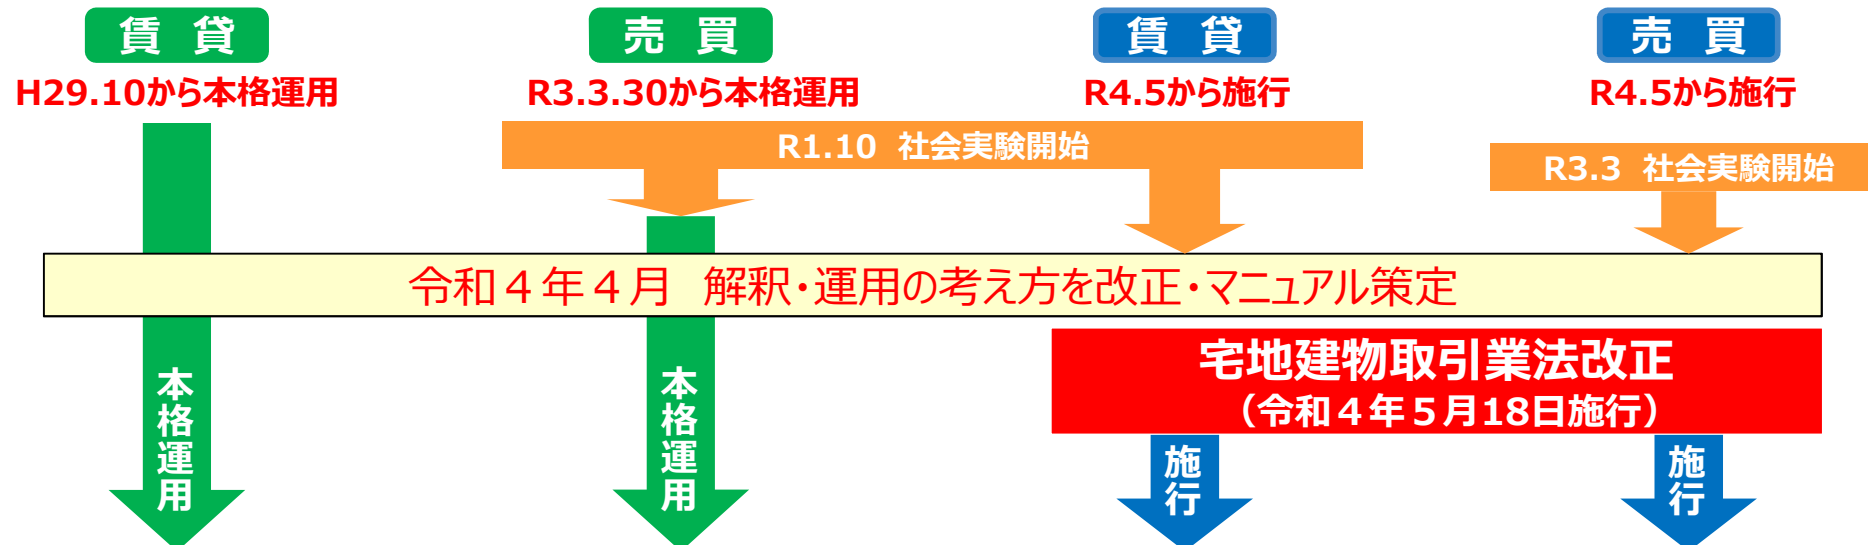 賃 貸
売 買
賃 貸
売 買
H29.10から本格運用
R3.3.30から本格運用
R4.5から施行
R4.5から施行
R1.10 社会実験開始
R3.3 社会実験開始
令和４年４月 解釈・運用の考え方を改正・マニュアル策定
宅地建物取引業法改正
（令和４年５月18日施行）
本格運用
本格運用
施行
施行